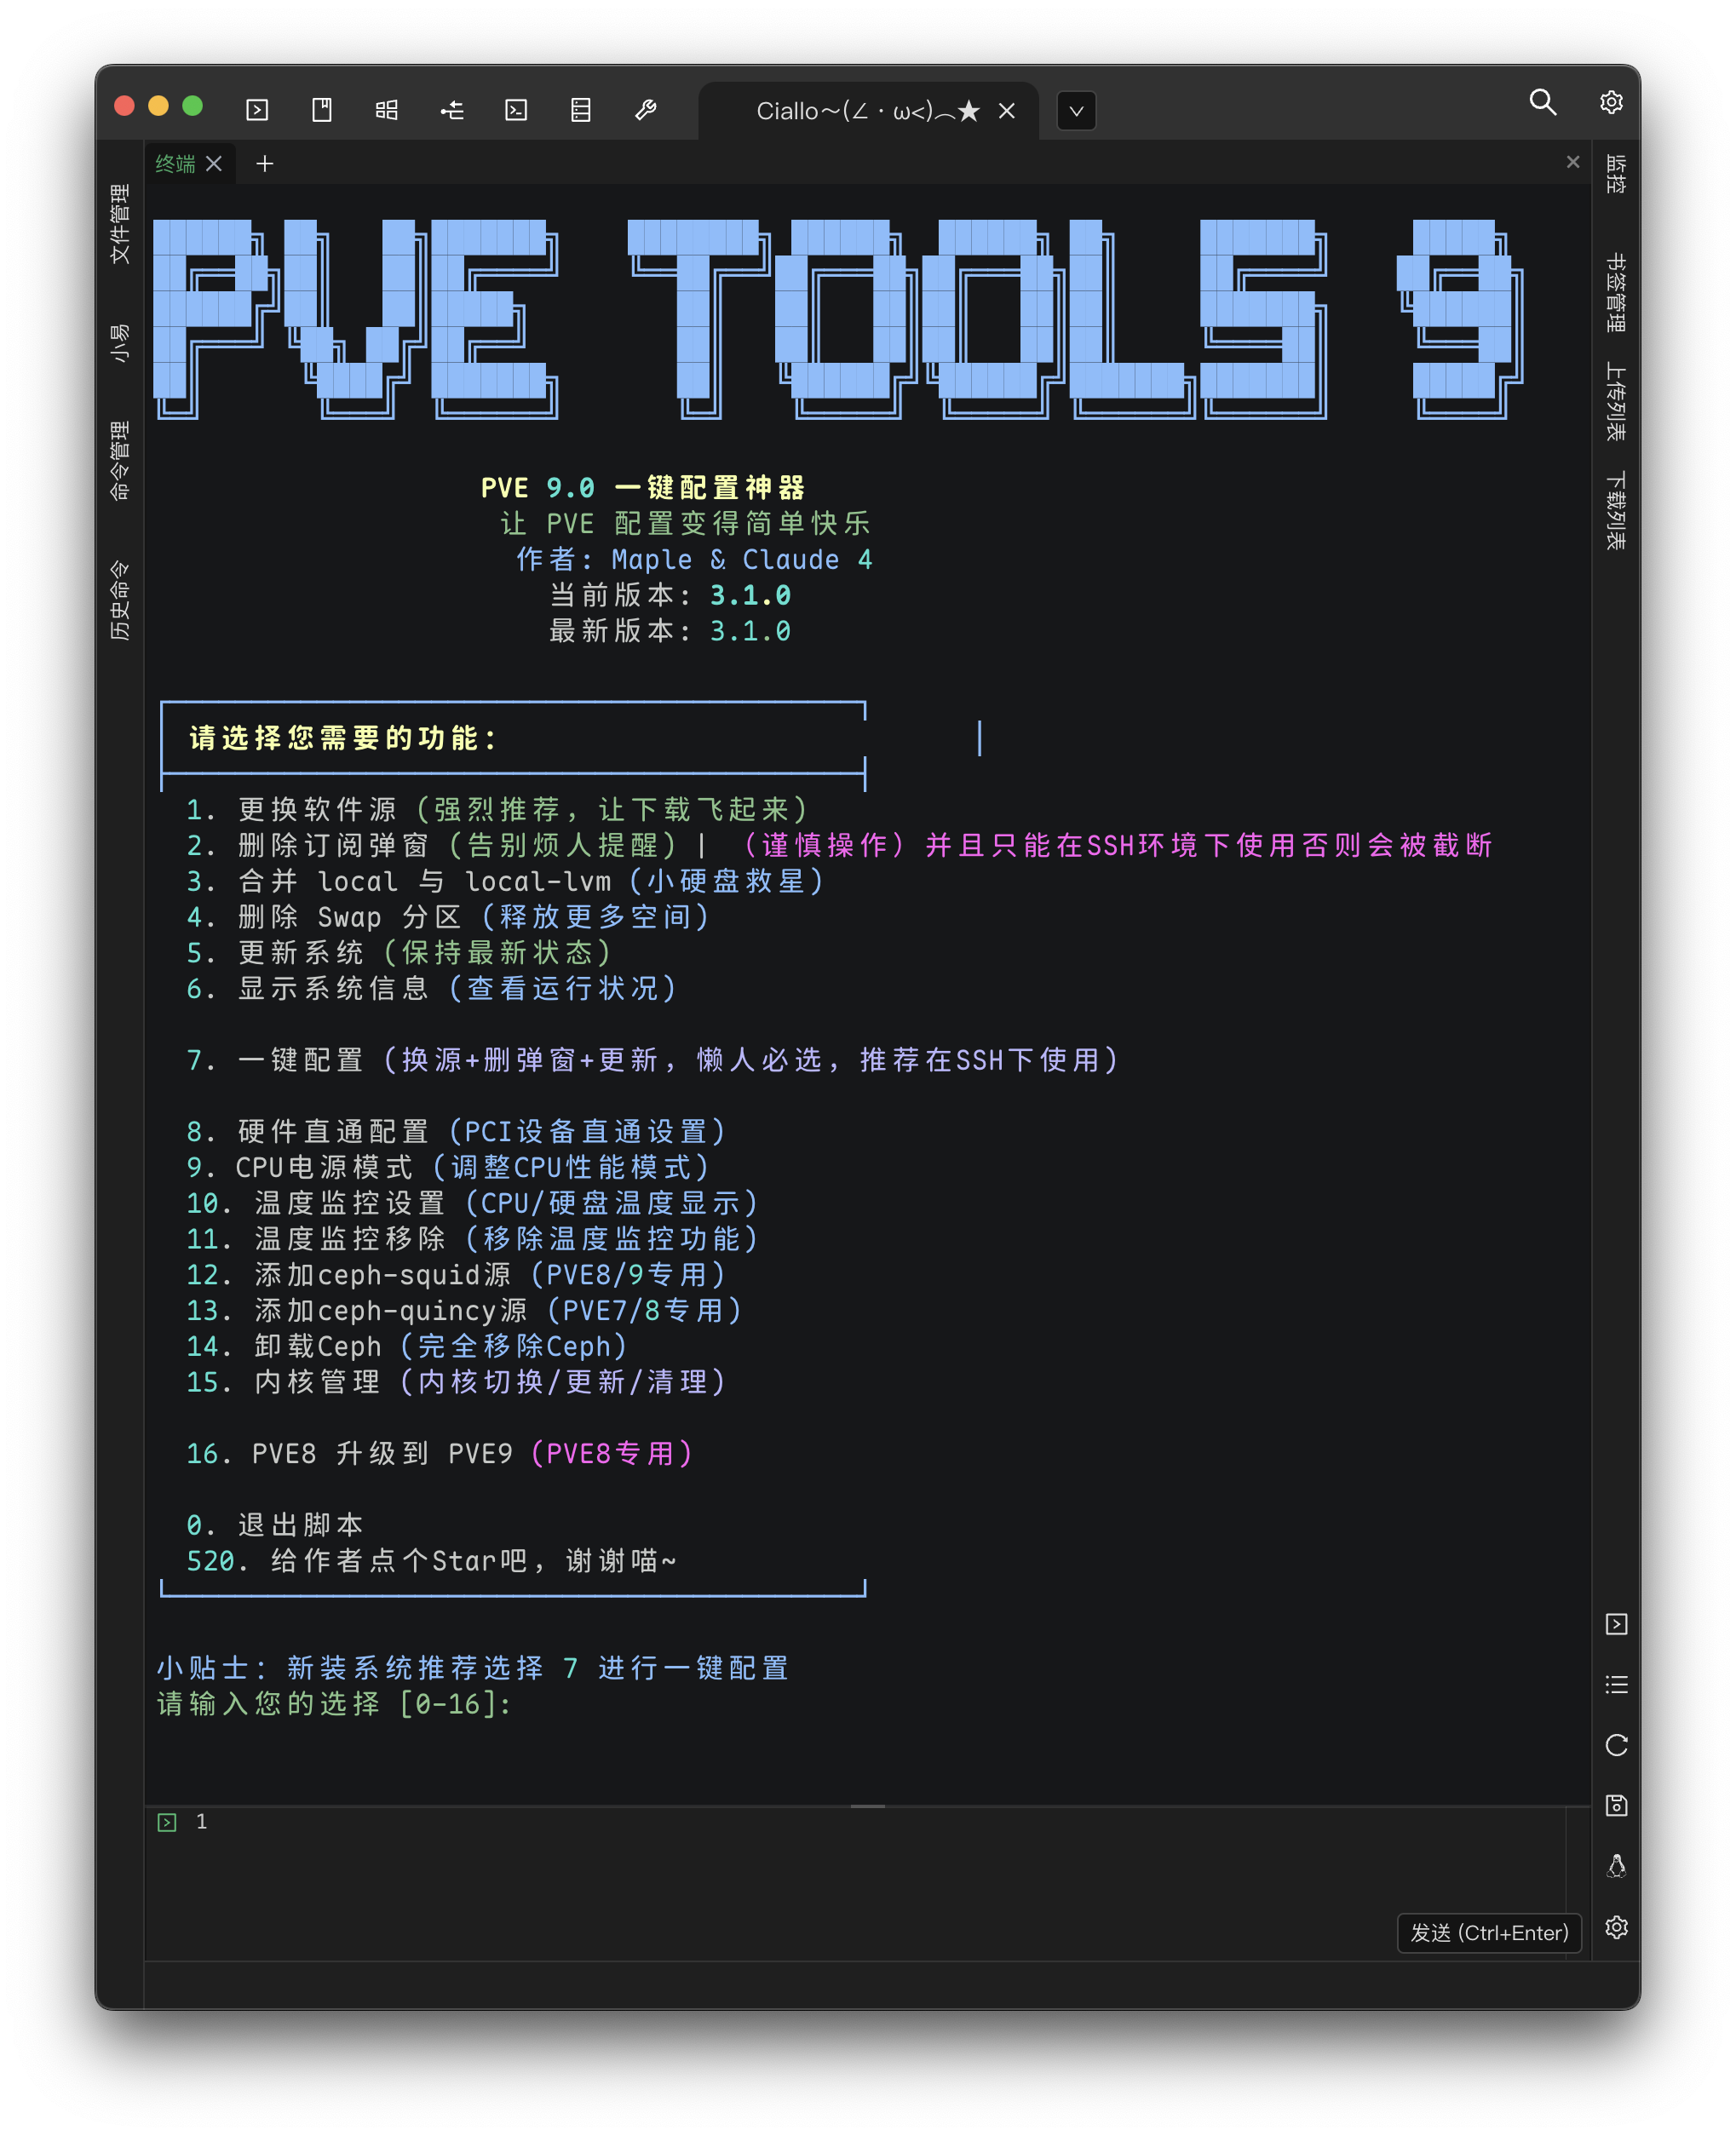 Ciallo～(∠・ω<)⌒★
终端
监控
文件管理
书签管理
小易
上传列表
命令管理
下载列表
历史命令
PVE TOOLS 9
PVE 9.0 一键配置神器
让 PVE 配置变得简单快乐
作者: Maple & Claude 4
当前版本: 3.1.0
最新版本: 3.1.0
请选择您需要的功能:
1. 更换软件源 (强烈推荐，让下载飞起来)
2. 删除订阅弹窗 (告别烦人提醒) | （谨慎操作）并且只能在SSH环境下使用否则会被截断
3. 合并 local 与 local-lvm (小硬盘救星)
4. 删除 Swap 分区 (释放更多空间)
5. 更新系统 (保持最新状态)
6. 显示系统信息 (查看运行状况)
7. 一键配置 (换源+删弹窗+更新，懒人必选，推荐在SSH下使用)
8. 硬件直通配置 (PCI设备直通设置)
9. CPU电源模式 (调整CPU性能模式)
10. 温度监控设置 (CPU/硬盘温度显示)
11. 温度监控移除 (移除温度监控功能)
12. 添加ceph-squid源 (PVE8/9专用)
13. 添加ceph-quincy源 (PVE7/8专用)
14. 卸载Ceph (完全移除Ceph)
15. 内核管理 (内核切换/更新/清理)
16. PVE8 升级到 PVE9 (PVE8专用)
0. 退出脚本
520. 给作者点个Star吧，谢谢喵~
小贴士: 新装系统推荐选择 7 进行一键配置
请输入您的选择 [0-16]:
1
发送 (Ctrl+Enter)